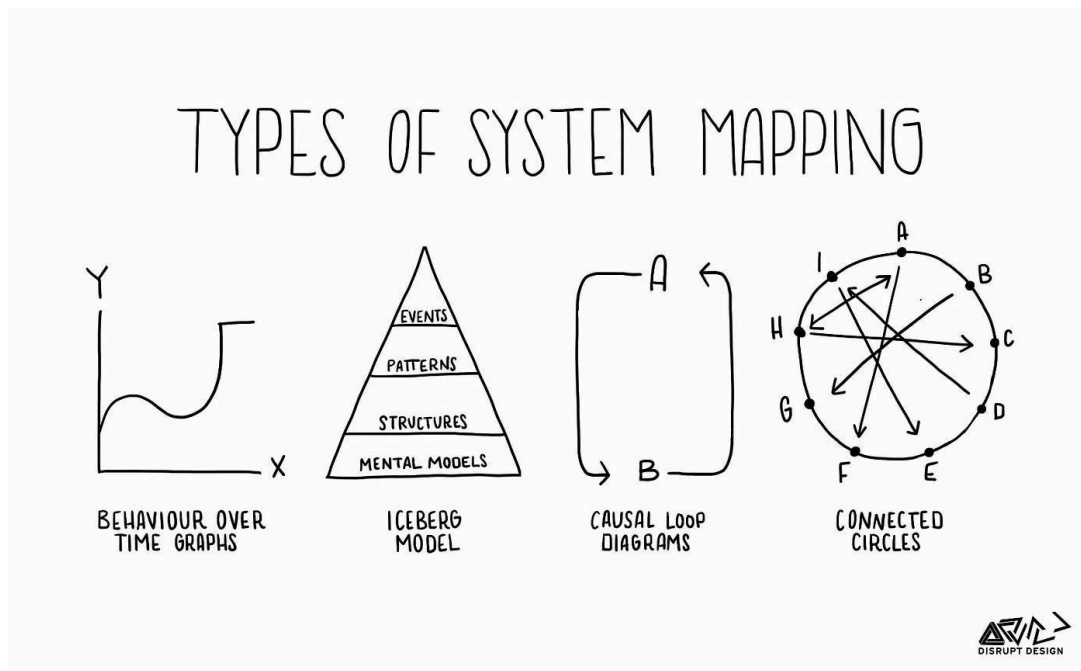 TYPES OF SYSTEM MAPPING
Y
X
BEHAVIOUR OVER
TIME GRAPHS
EVENTS
PATTERNS
STRUCTURES
MENTAL MODELS
ICEBERG
MODEL
A
B
CAUSAL LOOP
DIAGRAMS
A
B
C
D
E
F
G
H
I
CONNECTED
CIRCLES
DISRUPT DESIGN